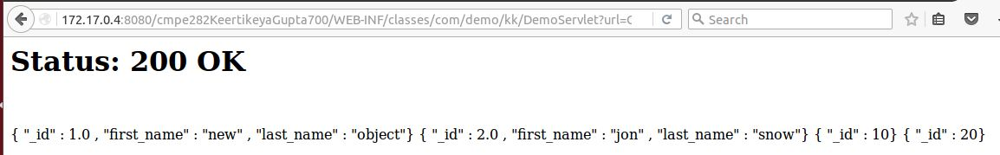 172.17.0.4:8080/cmpe282KeertikeyaGupta700/WEB-INF/classes/com/demo/kk/DemoServlet?url=
Search
Status: 200 OK
{ "_id" : 1.0 , "first_name" : "new" , "last_name" : "object"} { "_id" : 2.0 , "first_name" : "jon" , "last_name" : "snow"} { "_id" : 10} { "_id" : 20}